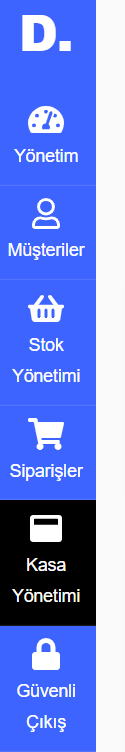 D.
Yönetim
Müşteriler
Stok
Yönetimi
Siparişler
Kasa
Yönetimi
Güvenli
Çıkış